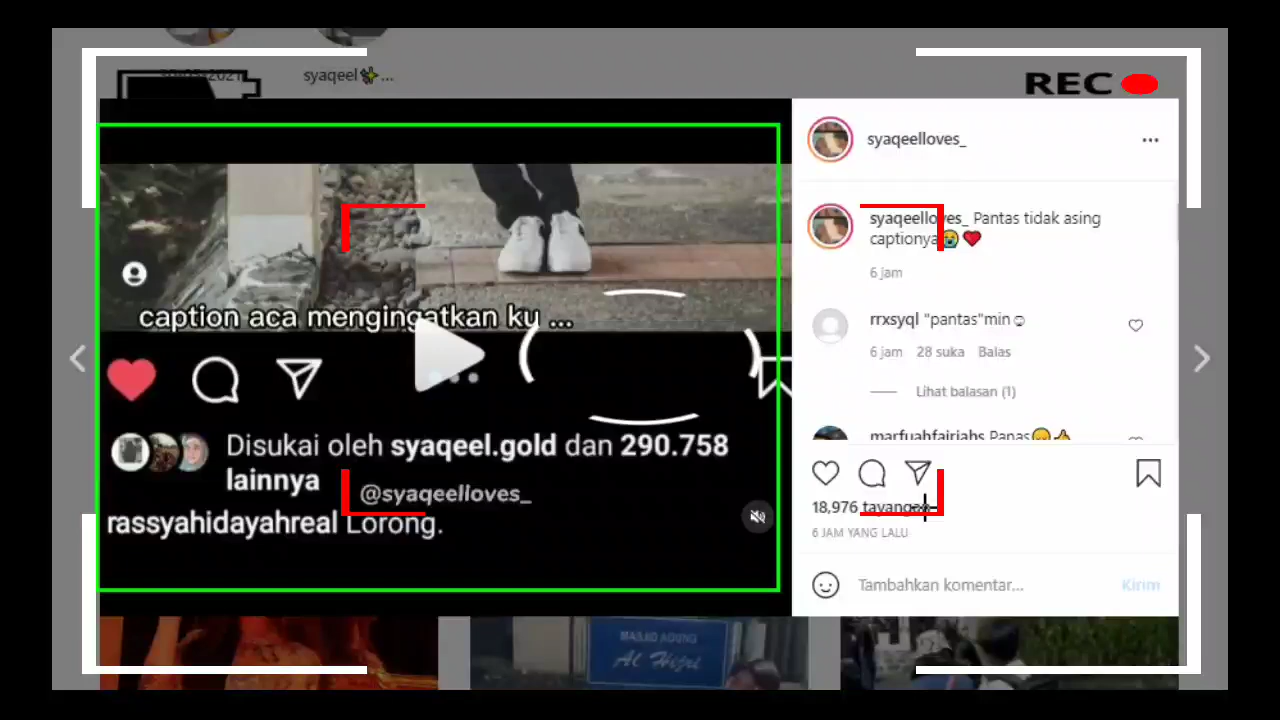 syaqeel✨...
REC
syaqeelloves_
syaqeelloves_ Pantas tidak asing
captionya😭❤️
6 jam
rrxsyql "pantas"min☺
6 jam 28 suka Balas
Lihat balasan (1)
marfuahfajriahs Panas
18,976 tayangan
6 JAM YANG LALU
Tambahkan komentar...
Kirim
caption aca mengingatkan ku ...
Disukai oleh syaqeel.gold dan 290.758
lainnya
@syaqeelloves_
rassyahidayahreal Lorong.
MASJID AGUNG
Al Hijri